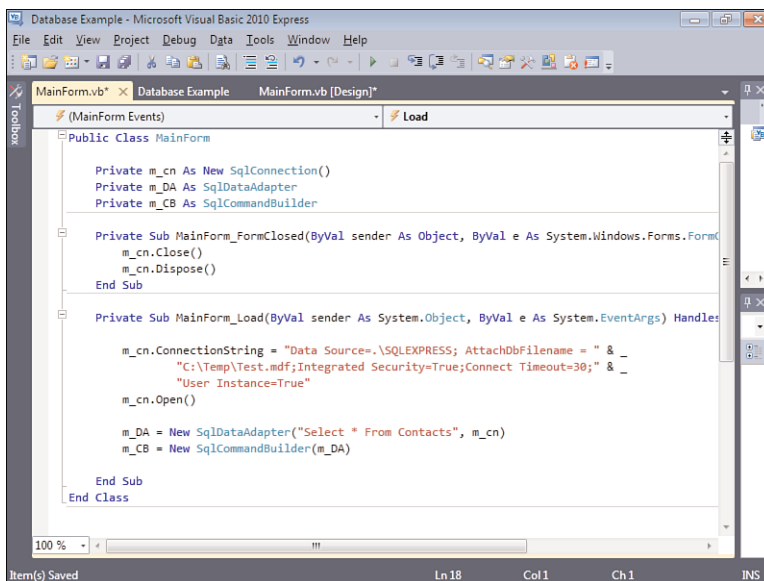 Database Example - Microsoft Visual Basic 2010 Express
File Edit View Project Debug Data Tools Window Help
MainForm.vb* × Database Example MainForm.vb [Design]*
Toolbox
(MainForm Events) Load
Public Class MainForm
Private m_cn As New SqlConnection()
Private m_DA As SqlDataAdapter
Private m_CB As SqlCommandBuilder
Private Sub MainForm_FormClosed(ByVal sender As Object, ByVal e As System.Windows.Forms.FormC
m_cn.Close()
m_cn.Dispose()
End Sub
Private Sub MainForm_Load(ByVal sender As System.Object, ByVal e As System.EventArgs) Handles
m_cn.ConnectionString = "Data Source=.\SQLEXPRESS; AttachDbFilename = " & _
"C:\Temp\Test.mdf;Integrated Security=True;Connect Timeout=30;" & _
"User Instance=True"
m_cn.Open()
m_DA = New SqlDataAdapter("Select * From Contacts", m_cn)
m_CB = New SqlCommandBuilder(m_DA)
End Sub
End Class
100 %
Item(s) Saved Ln 18 Col 1 Ch 1 INS